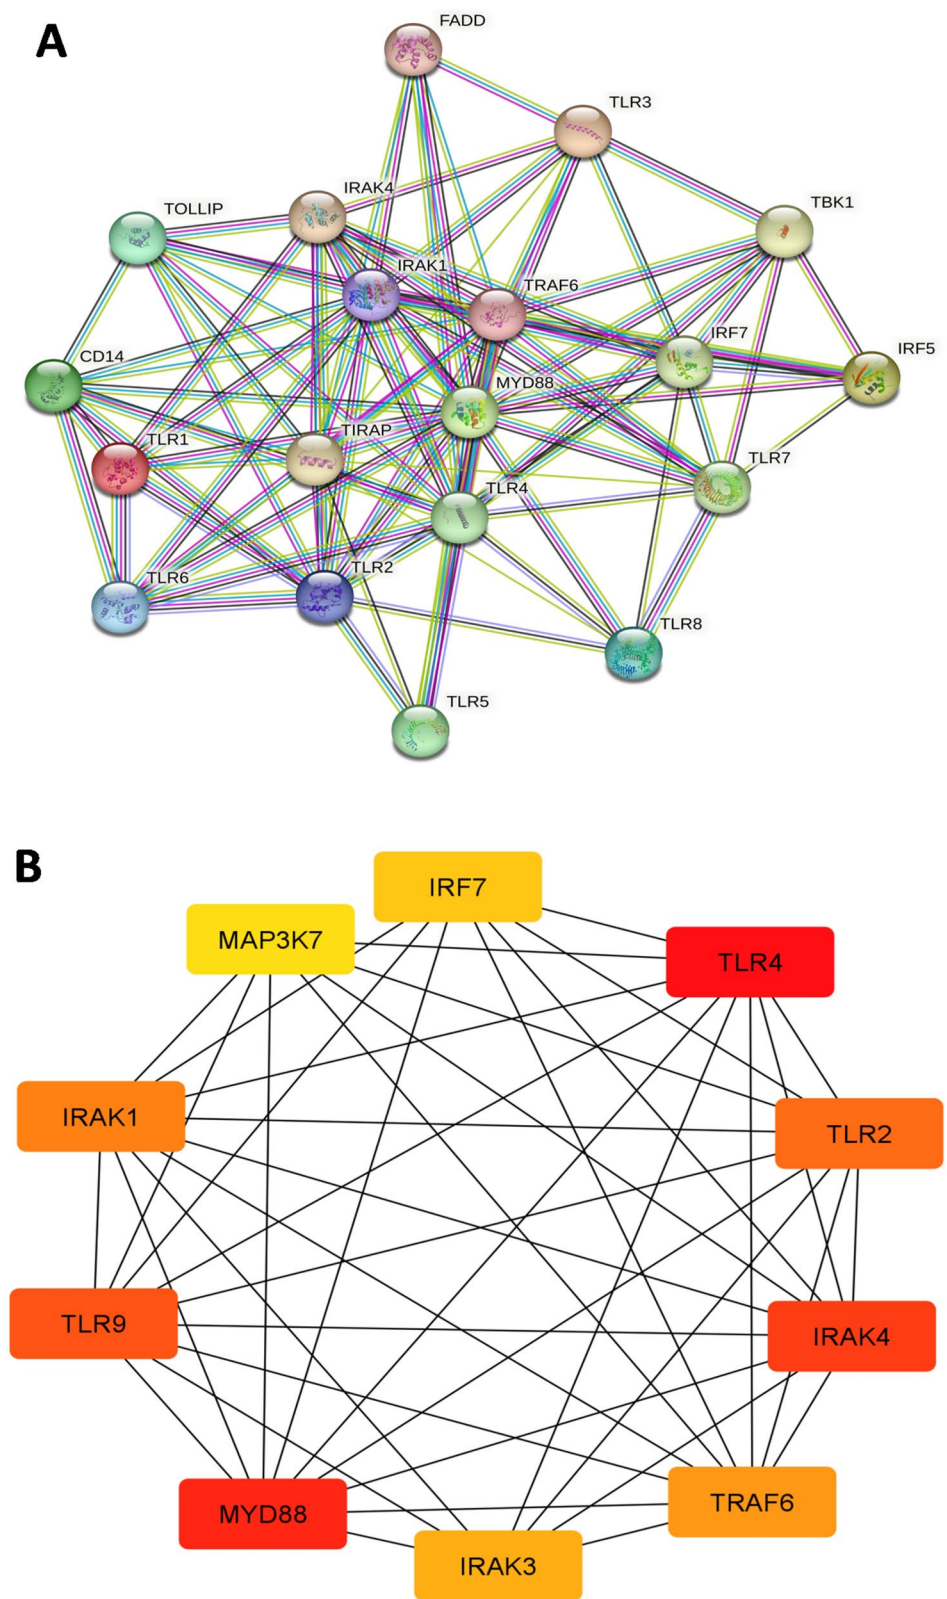 A
FADD
TLR3
IRAK4
TOLLIP
TBK1
IRAK1
TRAF6
IRF7
IRF5
CD14
MYD88
TLR1
TIRAP
TLR7
TLR4
TLR2
TLR6
TLR8
TLR5
B
IRF7
MAP3K7
TLR4
IRAK1
TLR2
TLR9
IRAK4
MYD88
TRAF6
IRAK3